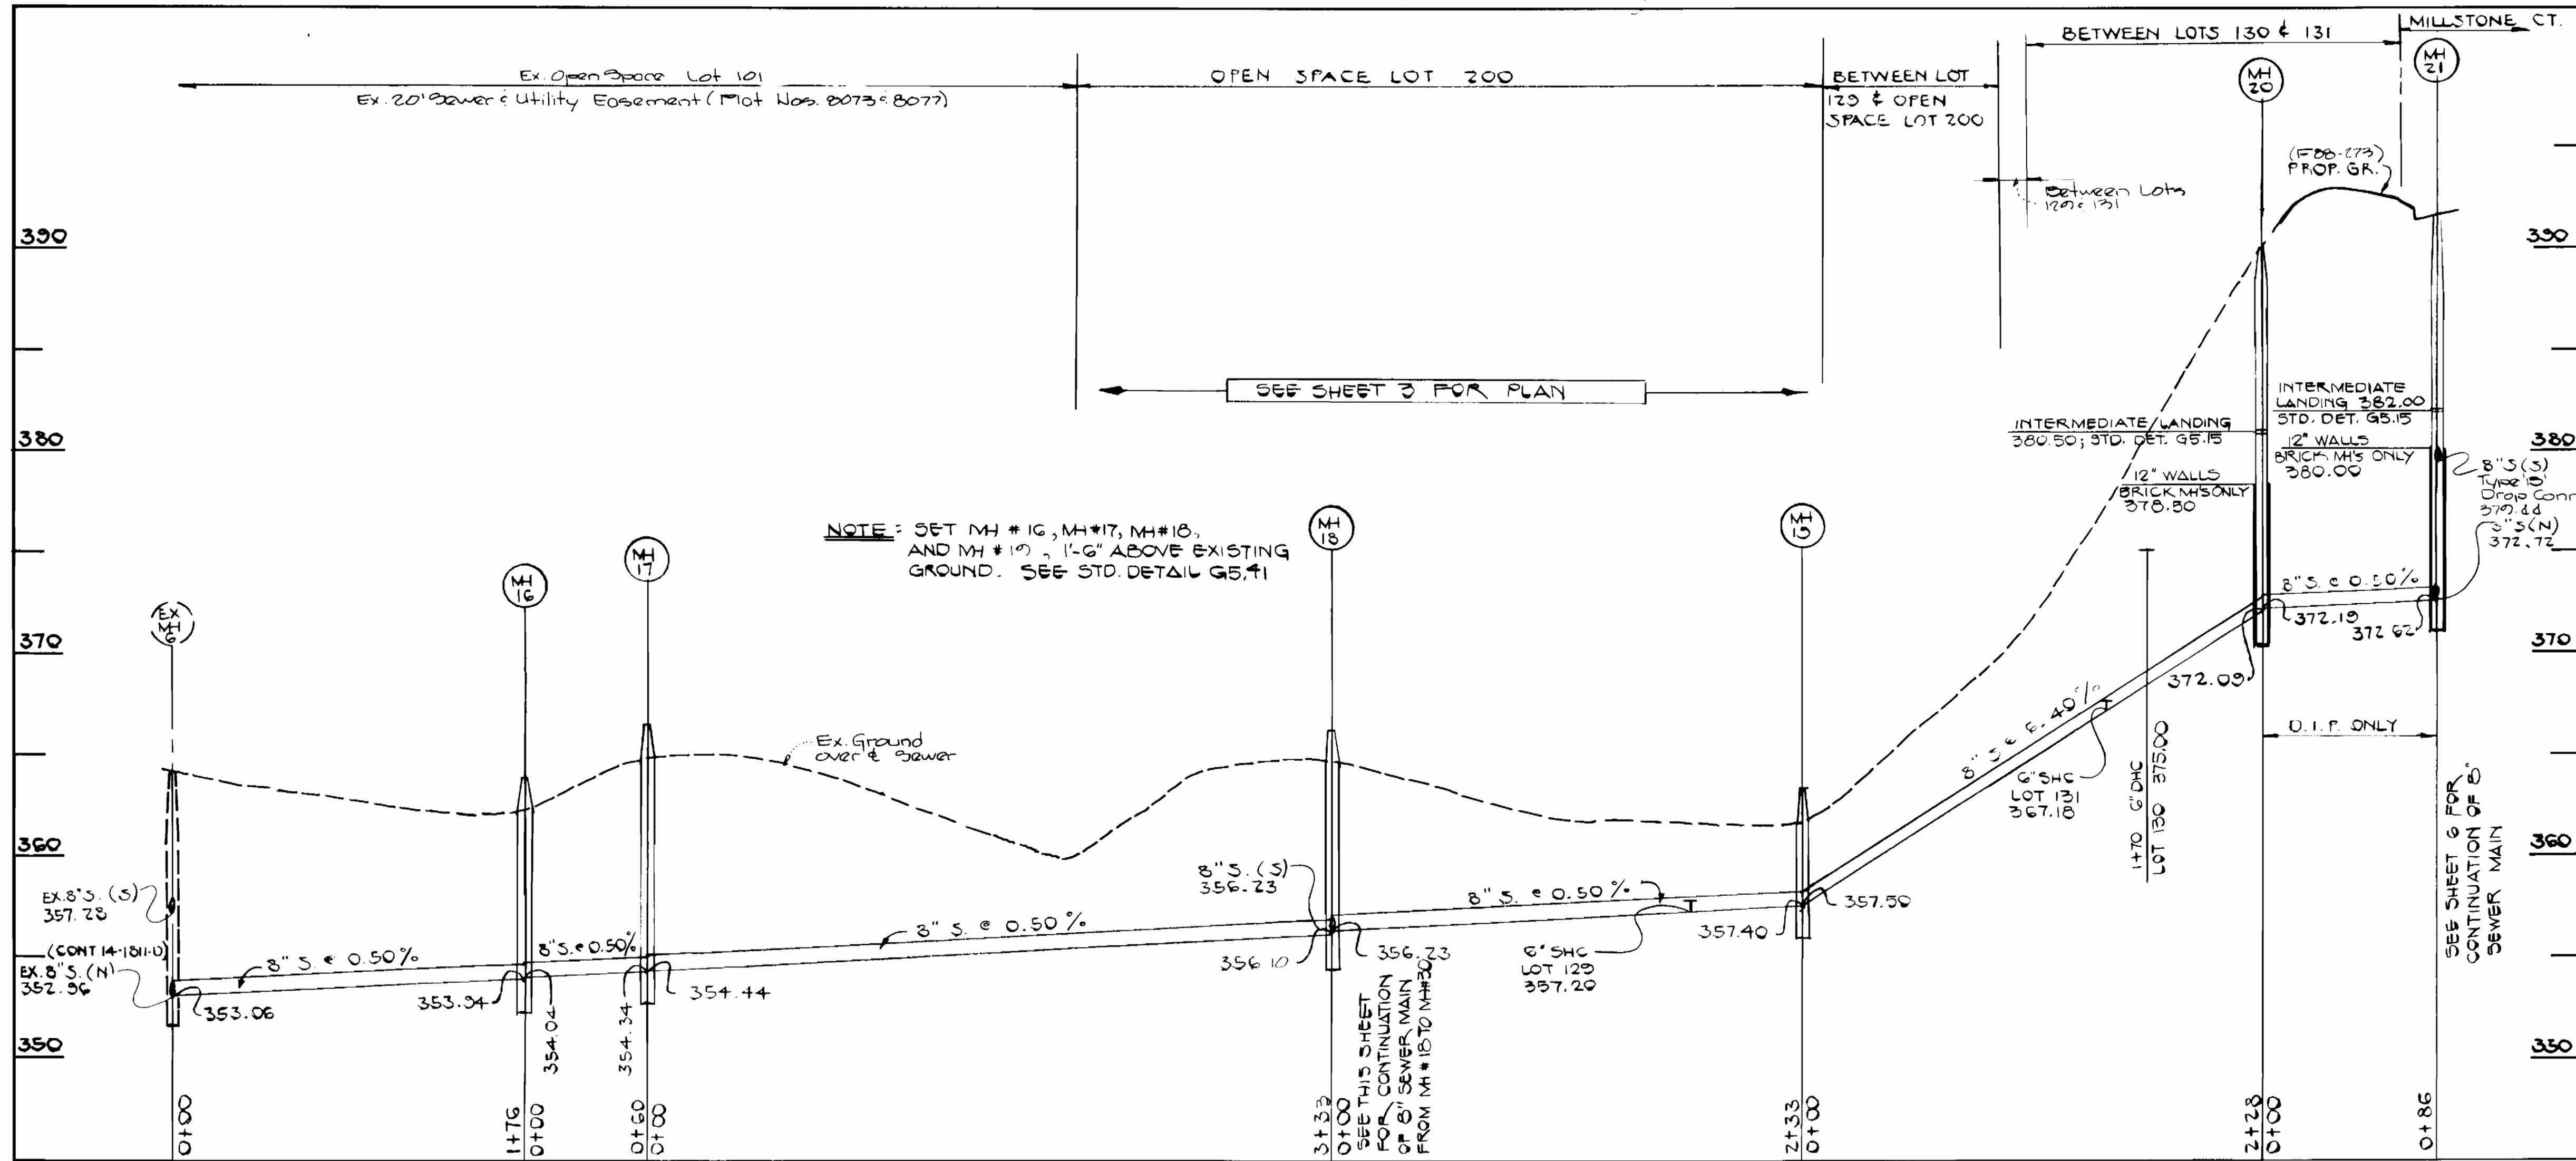 MILLSTONE CT.
BETWEEN LOTS 130 & 131
Ex. Open Space Lot 101
Ex. 20' Sewer & Utility Easement (Plat Nos. 8073 & 8077)
OPEN SPACE LOT 200
BETWEEN LOT
129 & OPEN
SPACE LOT 200
MH
20
MH
21
(F88-273)
PROP. GR.
Between Lots
129 & 131
390
390
SEE SHEET 3 FOR PLAN
INTERMEDIATE LANDING
380.50; STD. DET. G5.15
INTERMEDIATE
LANDING 382.00
STD. DET. G5.15
12" WALLS
BRICK MH'S ONLY
380.00
380
380
12" WALLS
BRICK MH'S ONLY
378.50
8" S (S)
Type 'B'
Drop Conn
379.44
8" S (N)
372.72
NOTE: SET MH #16, MH #17, MH #18,
AND MH #19, 1'-6" ABOVE EXISTING
GROUND. SEE STD. DETAIL G5.41
EX
MH
6
MH
16
MH
17
MH
18
MH
19
370
370
8" S. @ 0.50%
372.19
372.62
372.09
8" S @ 6.40%
D.I.P. ONLY
6" SHC
LOT 131
367.18
1+70 6" DHC
LOT 130 375.00
Ex. Ground
over ℄ Sewer
360
360
EX. 8" S. (S)
357.28
(CONT 14-1811-D)
EX. 8" S. (N)
352.96
353.06
8" S @ 0.50%
353.94
354.04
8" S. @ 0.50%
354.34
354.44
8" S. @ 0.50%
8" S. (S)
356.23
356.10
356.23
8" S. @ 0.50%
6" SHC
LOT 129
357.20
357.40
357.50
SEE SHEET 6 FOR
CONTINUATION OF 8"
SEWER MAIN
350
350
SEE THIS SHEET
FOR CONTINUATION
OF 8" SEWER MAIN
FROM MH #18 TO MH #30
0+00
1+76
0+00
0+60
0+00
3+33
0+00
2+33
0+00
2+28
0+00
0+86